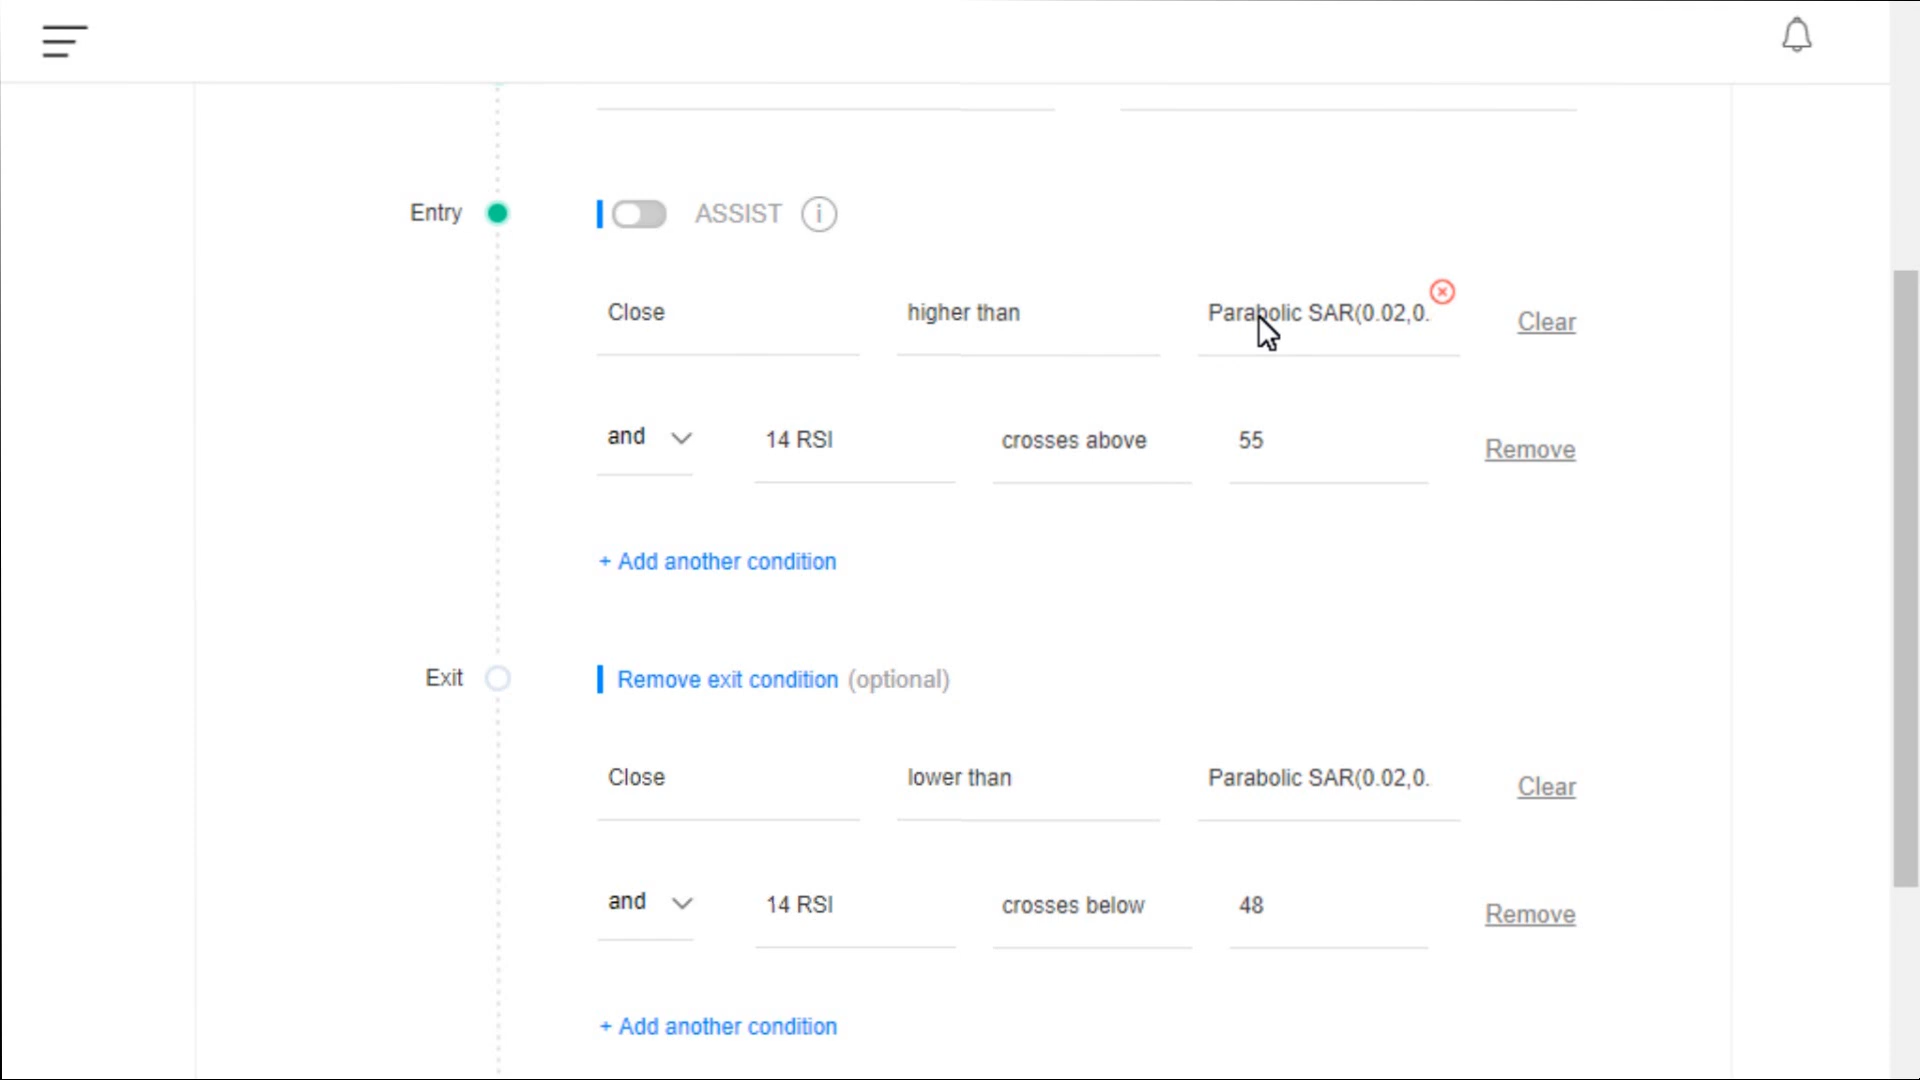 Entry ASSIST i
Close higher than Parabolic SAR(0.02,0. Clear
and 14 RSI crosses above 55 Remove
+ Add another condition
Exit Remove exit condition (optional)
Close lower than Parabolic SAR(0.02,0. Clear
and 14 RSI crosses below 48 Remove
+ Add another condition